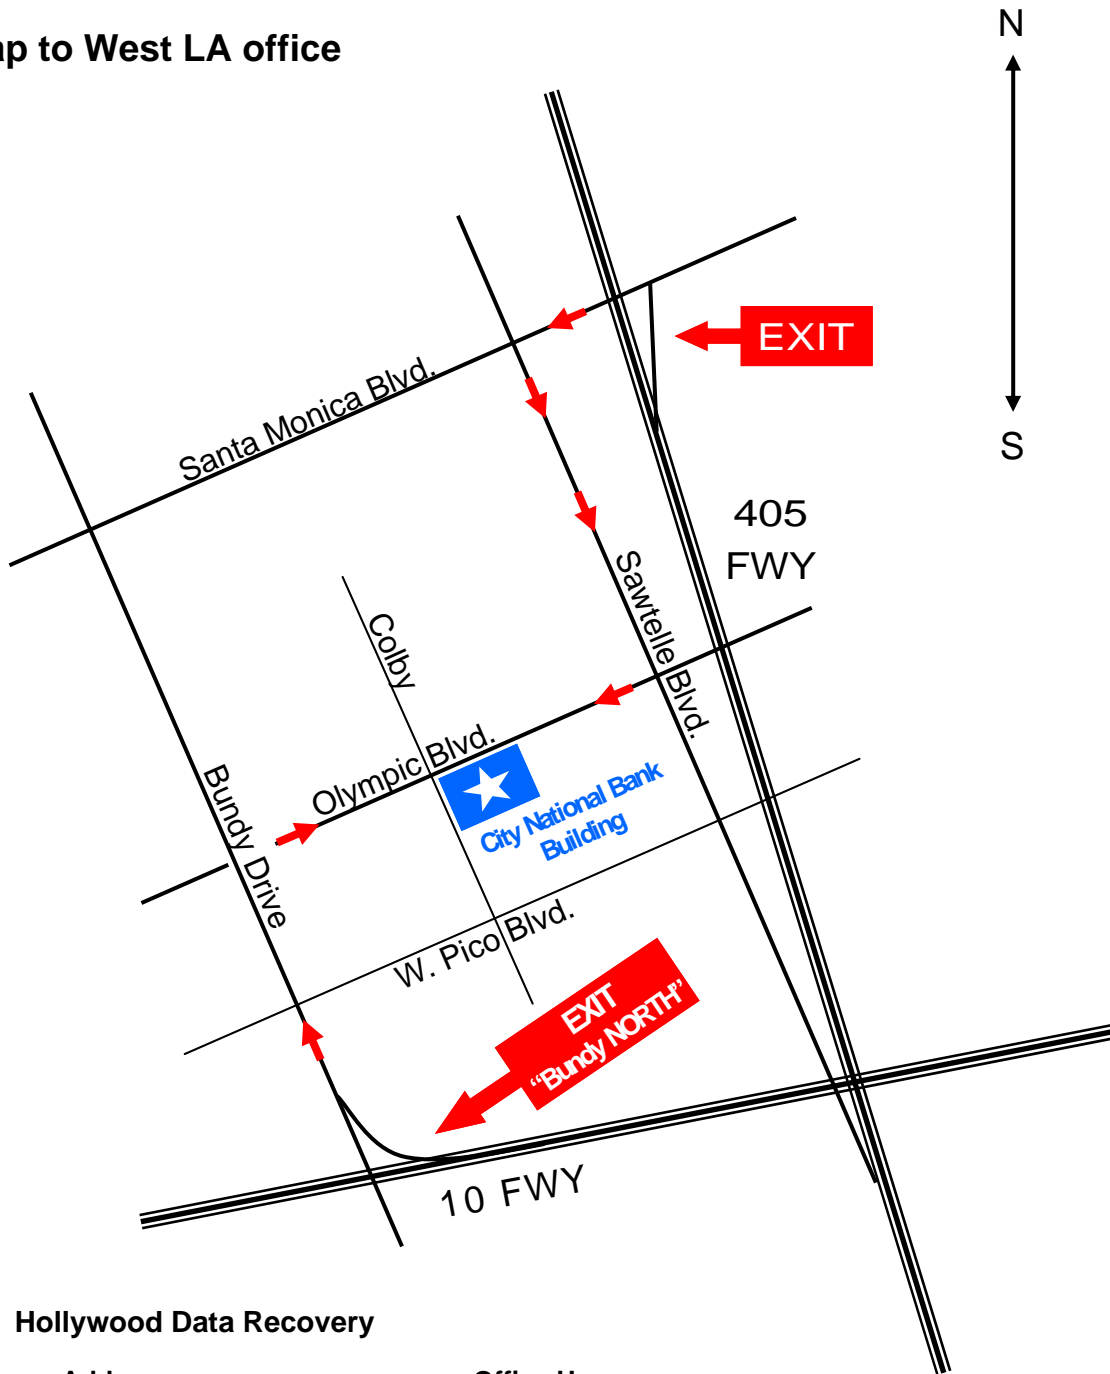 to West LA office
N
EXIT
S
Santa Monica Blvd.
405
FWY
Sawtelle Blvd.
Colby
Olympic Blvd.
City National Bank
Building
Bundy Drive
W. Pico Blvd.
EXIT
“Bundy NORTH”
10 FWY
Hollywood Data Recovery